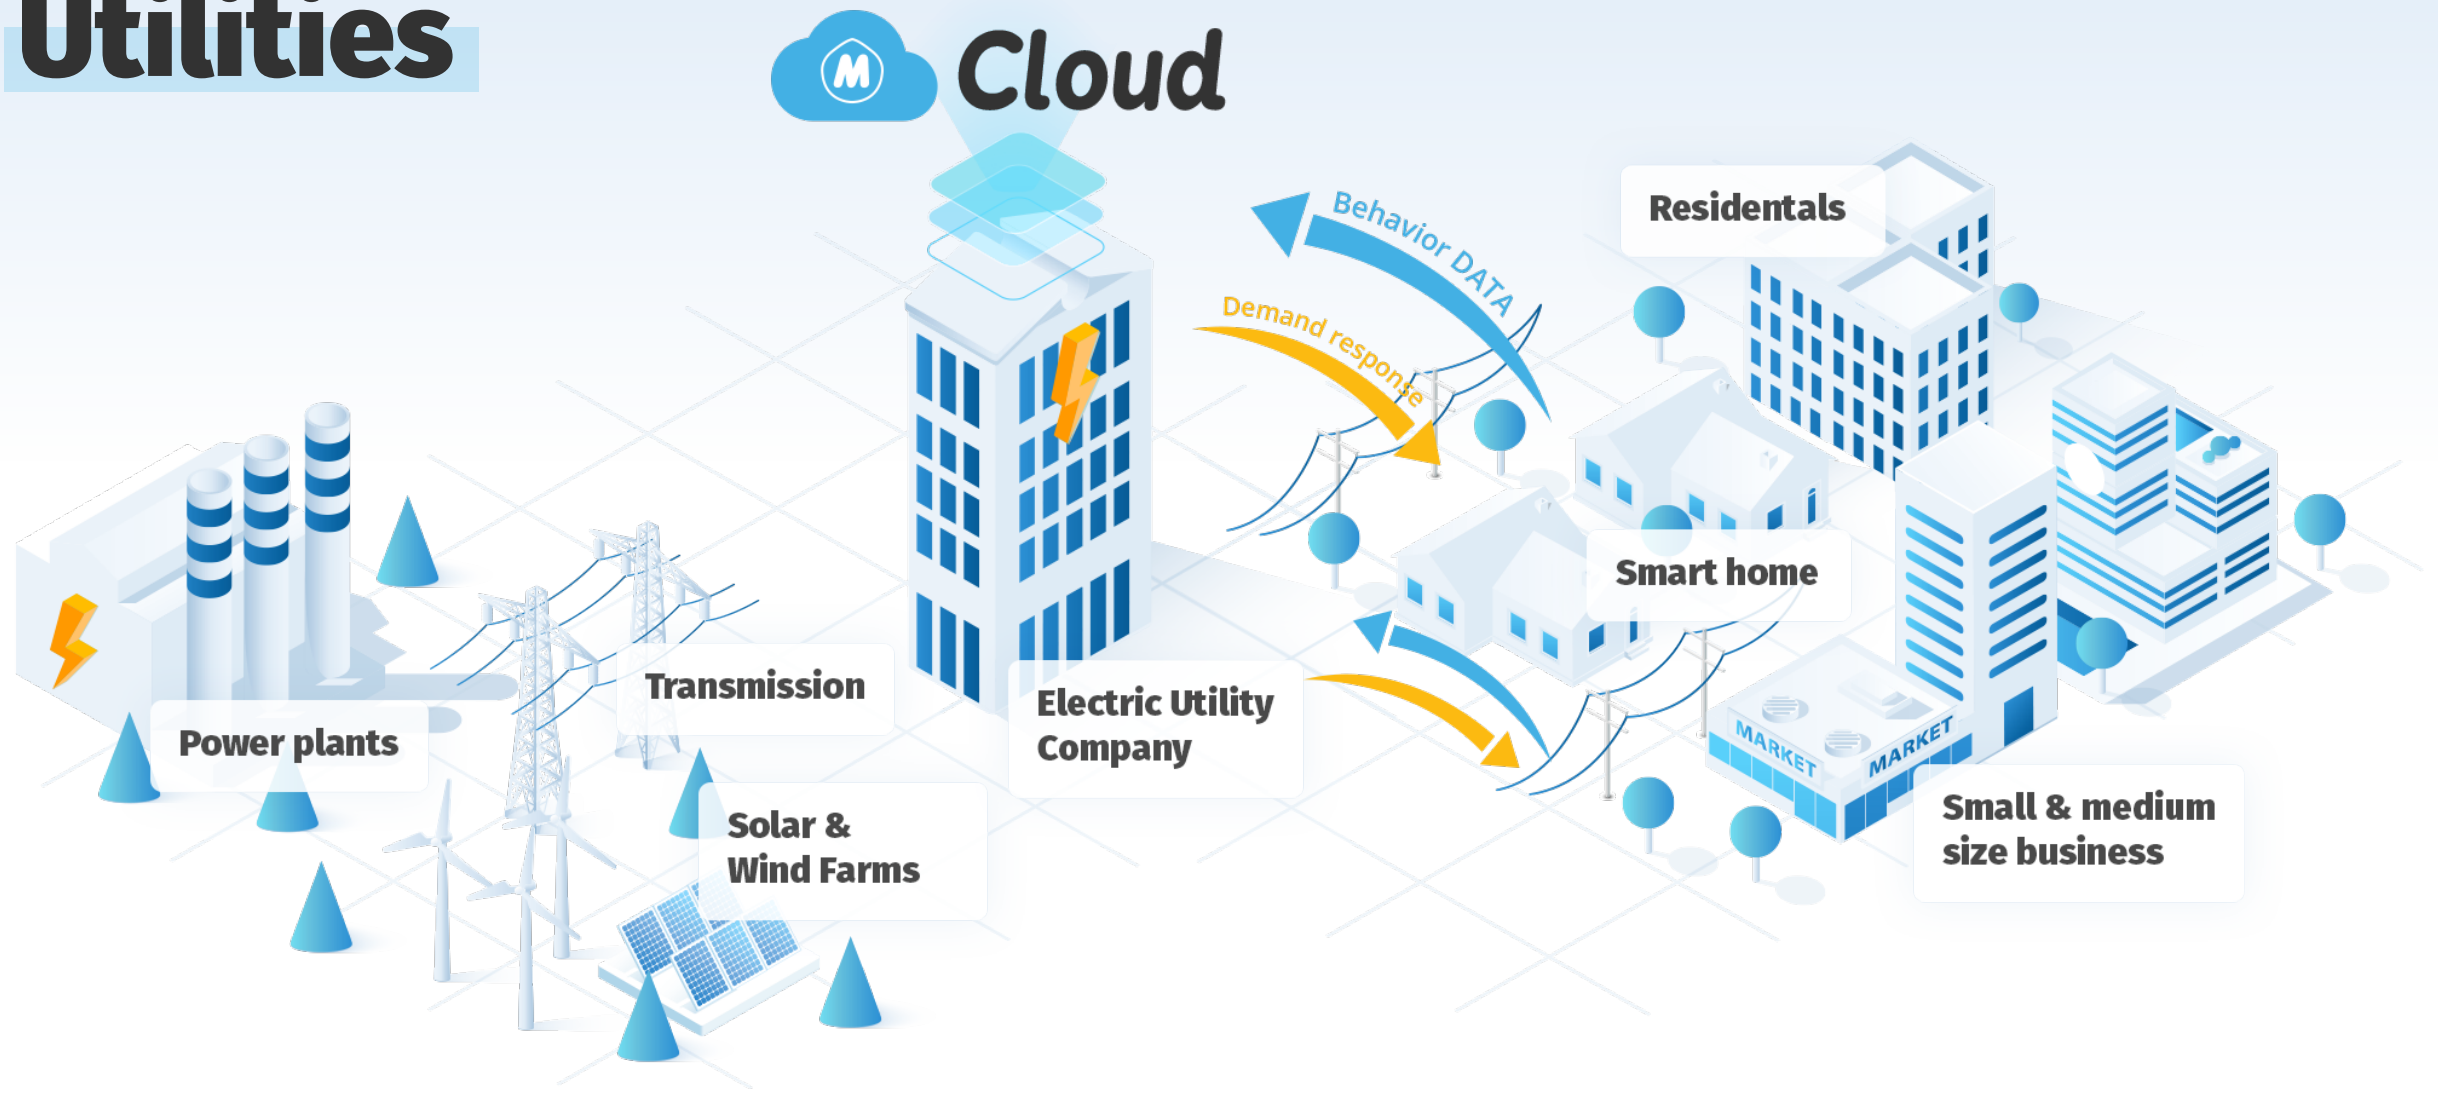 Utilities
M Cloud
Behavior DATA
Demand response
Residentals
Smart home
Transmission
Power plants
Electric Utility
Company
MARKET
MARKET
Solar &
Wind Farms
Small & medium
size business